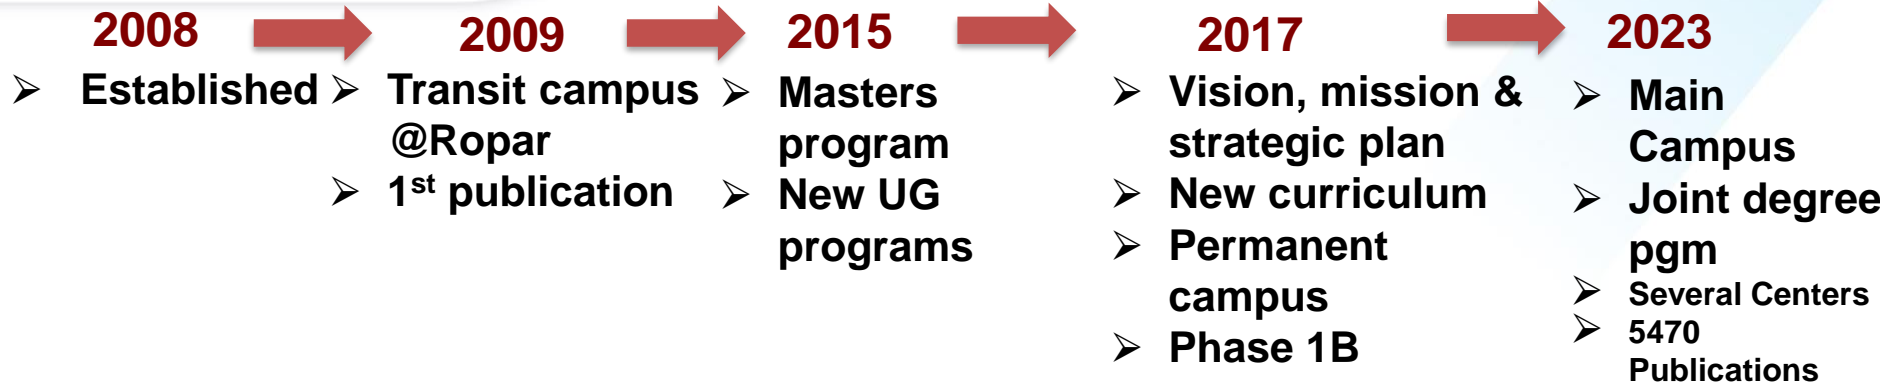 2008
➢ Established
2009
➢ Transit campus
@Ropar
➢ 1st publication
2015
➢ Masters
program
➢ New UG
programs
2017
➢ Vision, mission &
strategic plan
➢ New curriculum
➢ Permanent
campus
➢ Phase 1B
2023
➢ Main
Campus
➢ Joint degree
pgm
➢ Several Centers
➢ 5470
Publications